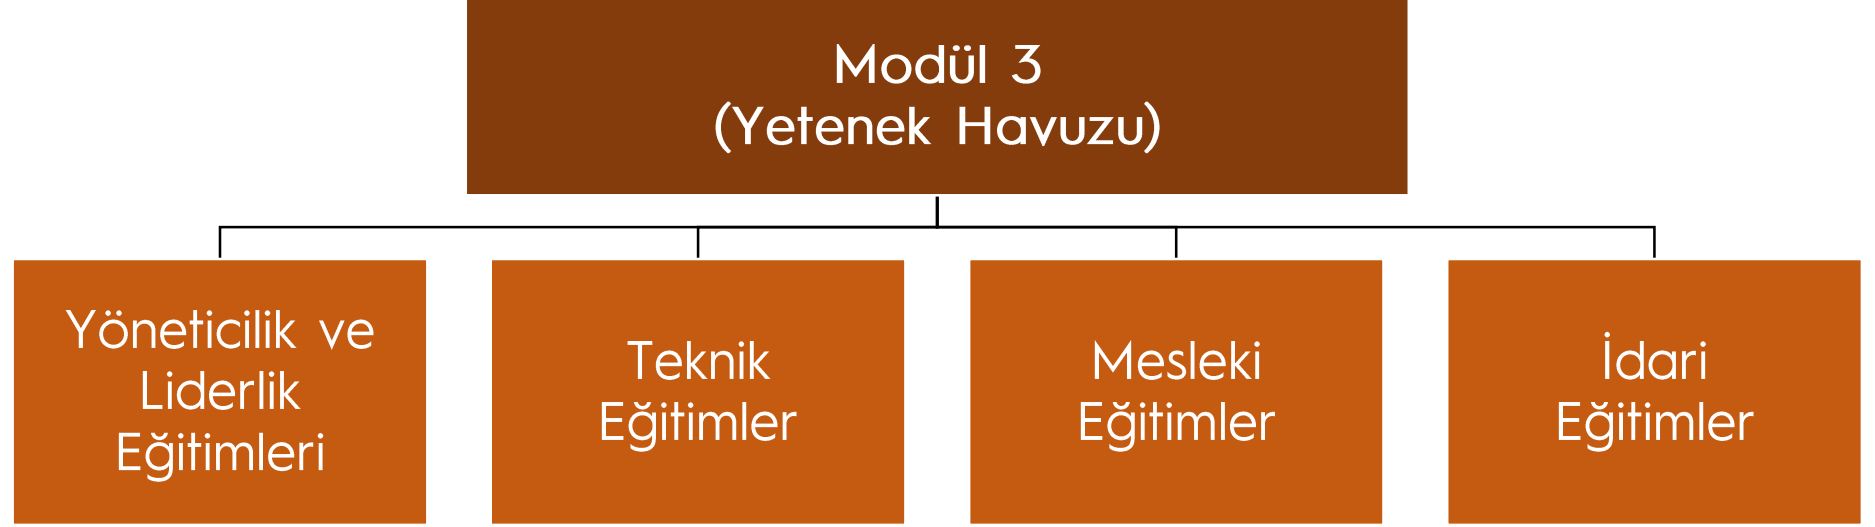 Modül 3
(Yetenek Havuzu)
Yöneticilik ve
Liderlik
Eğitimleri
Teknik
Eğitimler
Mesleki
Eğitimler
İdari
Eğitimler